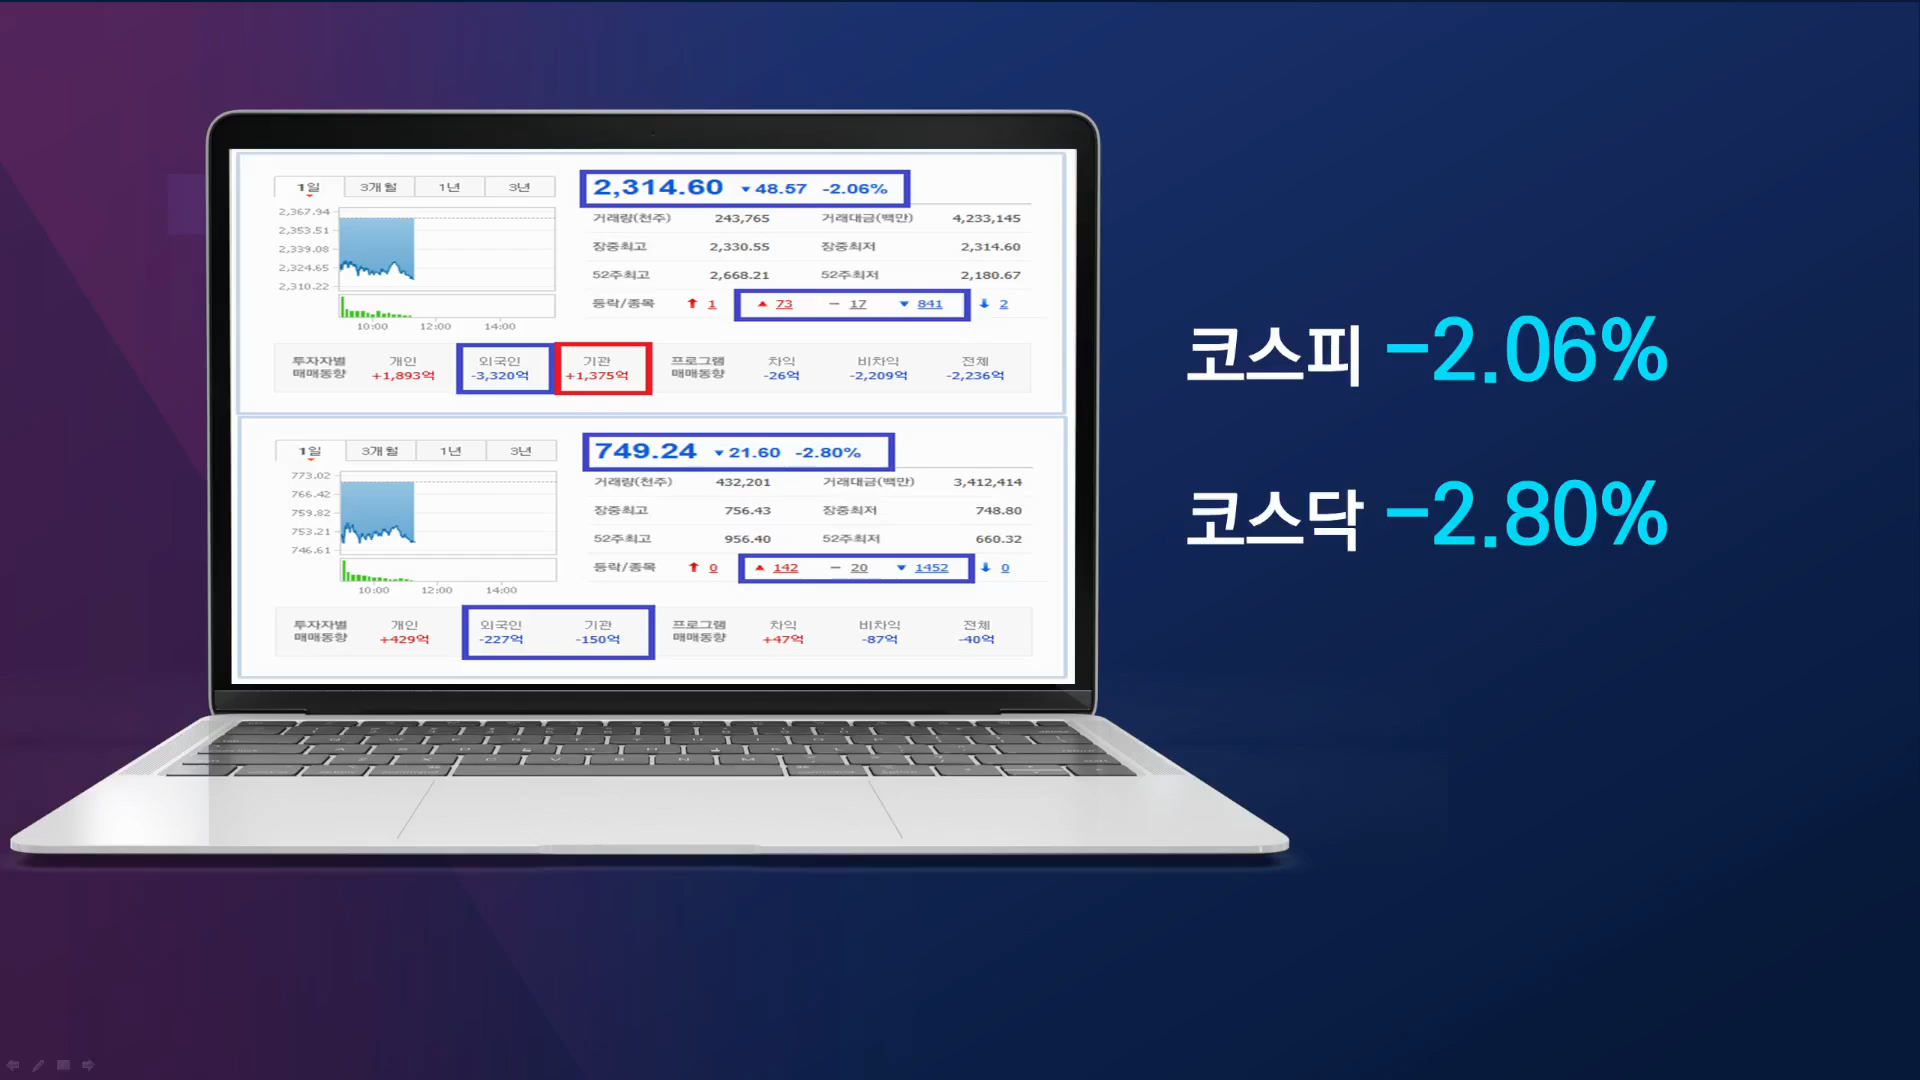 1일 3개월 1년 3년
2,314.60 ▼48.57 -2.06%
2,367.94
2,353.51
2,339.08
2,324.65
2,310.22
10:00 12:00 14:00
거래량(천주) 243,765 거래대금(백만) 4,233,145
장중최고 2,330.55 장중최저 2,314.60
52주최고 2,668.21 52주최저 2,180.67
등락/종목 ↑ 1 ▲ 73 - 17 ▼ 841 ↓ 2
투자자별 개인 외국인 기관 프로그램 차익 비차익 전체
매매동향 +1,893억 -3,320억 +1,375억 매매동향 -26억 -2,209억 -2,236억
1일 3개월 1년 3년
749.24 ▼21.60 -2.80%
773.02
766.42
759.82
753.21
746.61
10:00 12:00 14:00
거래량(천주) 432,201 거래대금(백만) 3,412,414
장중최고 756.43 장중최저 748.80
52주최고 956.40 52주최저 660.32
등락/종목 ↑ 0 ▲ 142 - 20 ▼ 1452 ↓ 0
투자자별 개인 외국인 기관 프로그램 차익 비차익 전체
매매동향 +429억 -227억 -150억 매매동향 +47억 -87억 -40억
코스피 -2.06%
코스닥 -2.80%